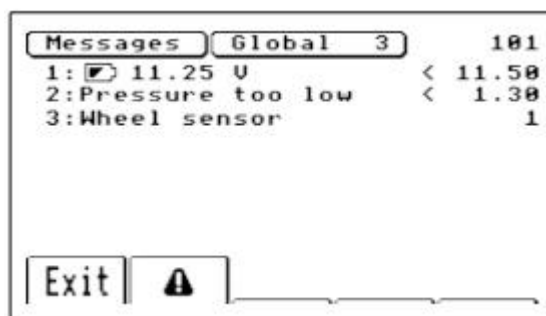 Messages Global 3 101
1: 11.25 V < 11.50
2:Pressure too low < 1.30
3:Wheel sensor 1
Exit